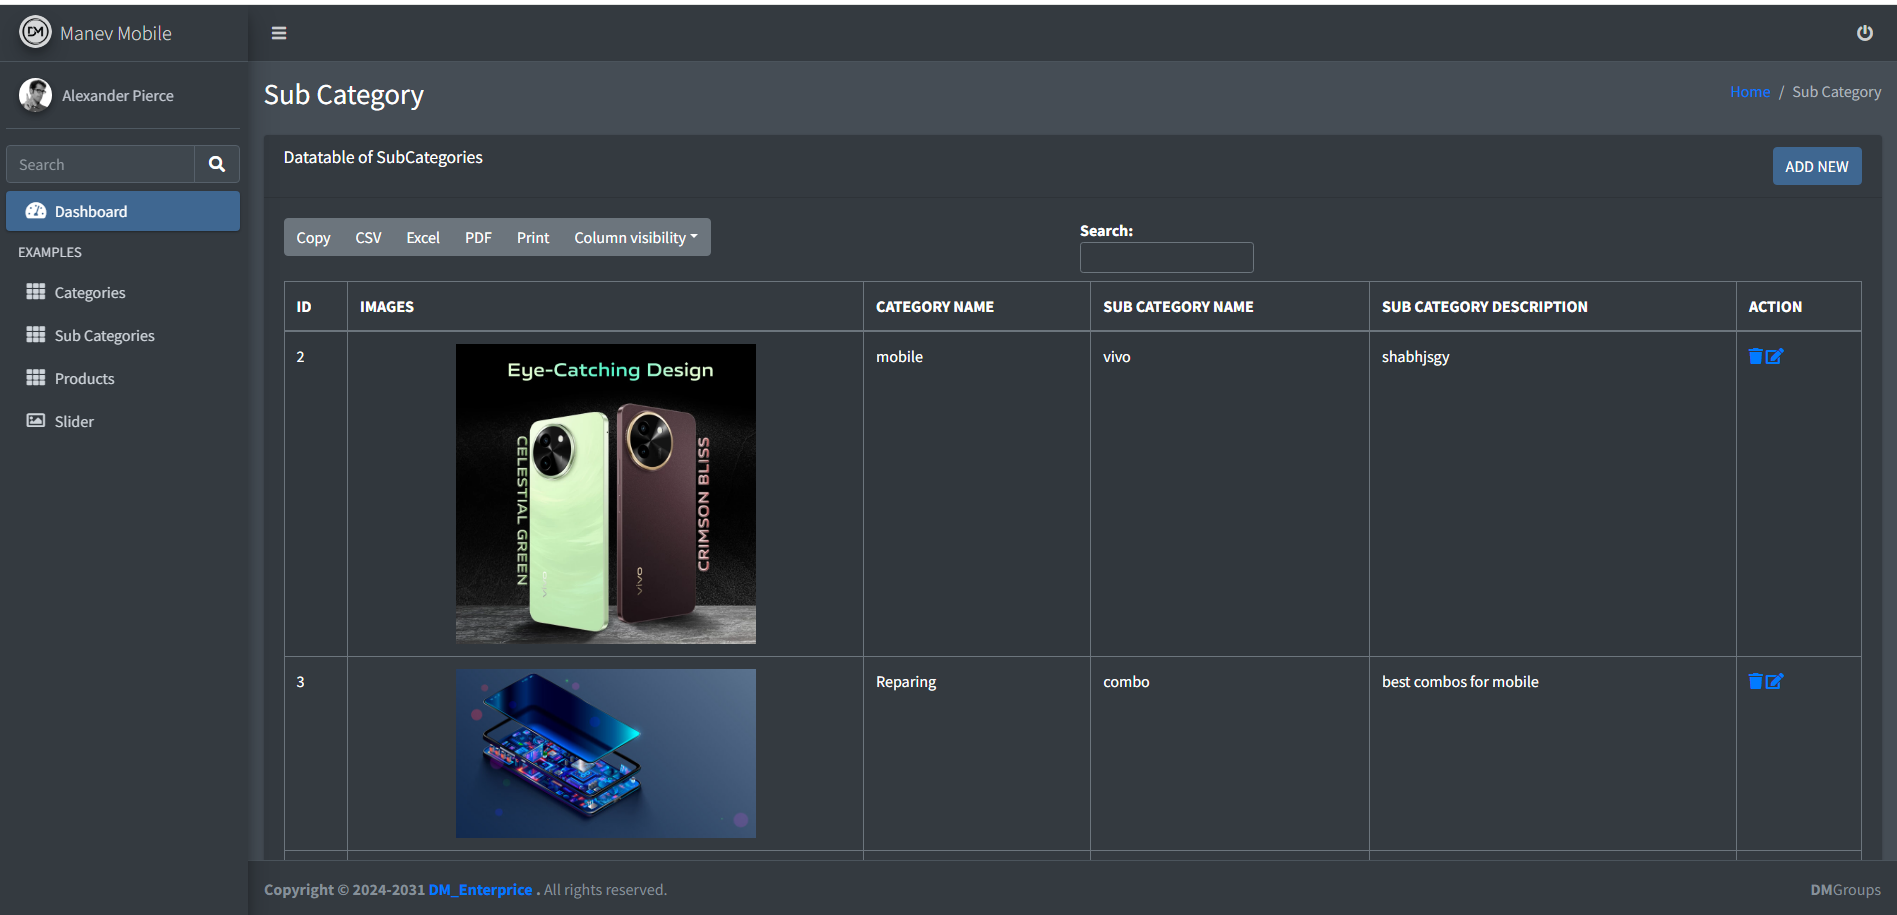 DM Manev Mobile
Alexander Pierce
Search
Dashboard
EXAMPLES
Categories
Sub Categories
Products
Slider
Sub Category
Home / Sub Category
Datatable of SubCategories
ADD NEW
Copy CSV Excel PDF Print Column visibility
Search:
ID IMAGES CATEGORY NAME SUB CATEGORY NAME SUB CATEGORY DESCRIPTION ACTION
2 mobile vivo shabhjsgy
Eye-Catching Design
CELESTIAL GREEN
CRIMSON BLISS
vivo
vivo
3 Reparing combo best combos for mobile
Copyright © 2024-2031 DM_Enterprice . All rights reserved.
DMGroups